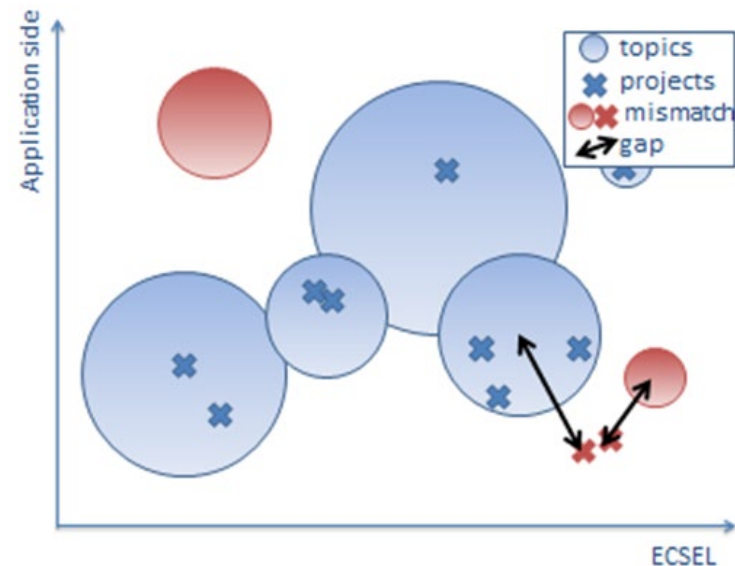 Application side
topics
projects
mismatch
gap
ECSEL